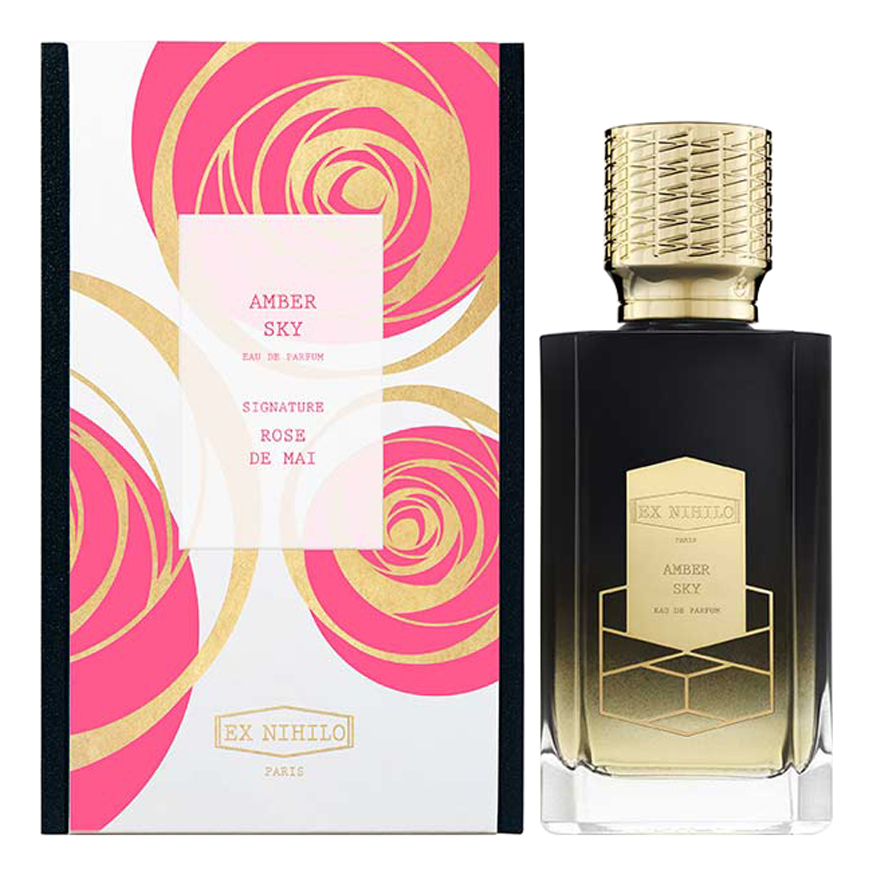 AMBER
SKY
EAU DE PARFUM
SIGNATURE
ROSE
DE MAI
EX NIHILO
PARIS
EX NIHILO
PARIS
AMBER
SKY
EAU DE PARFUM